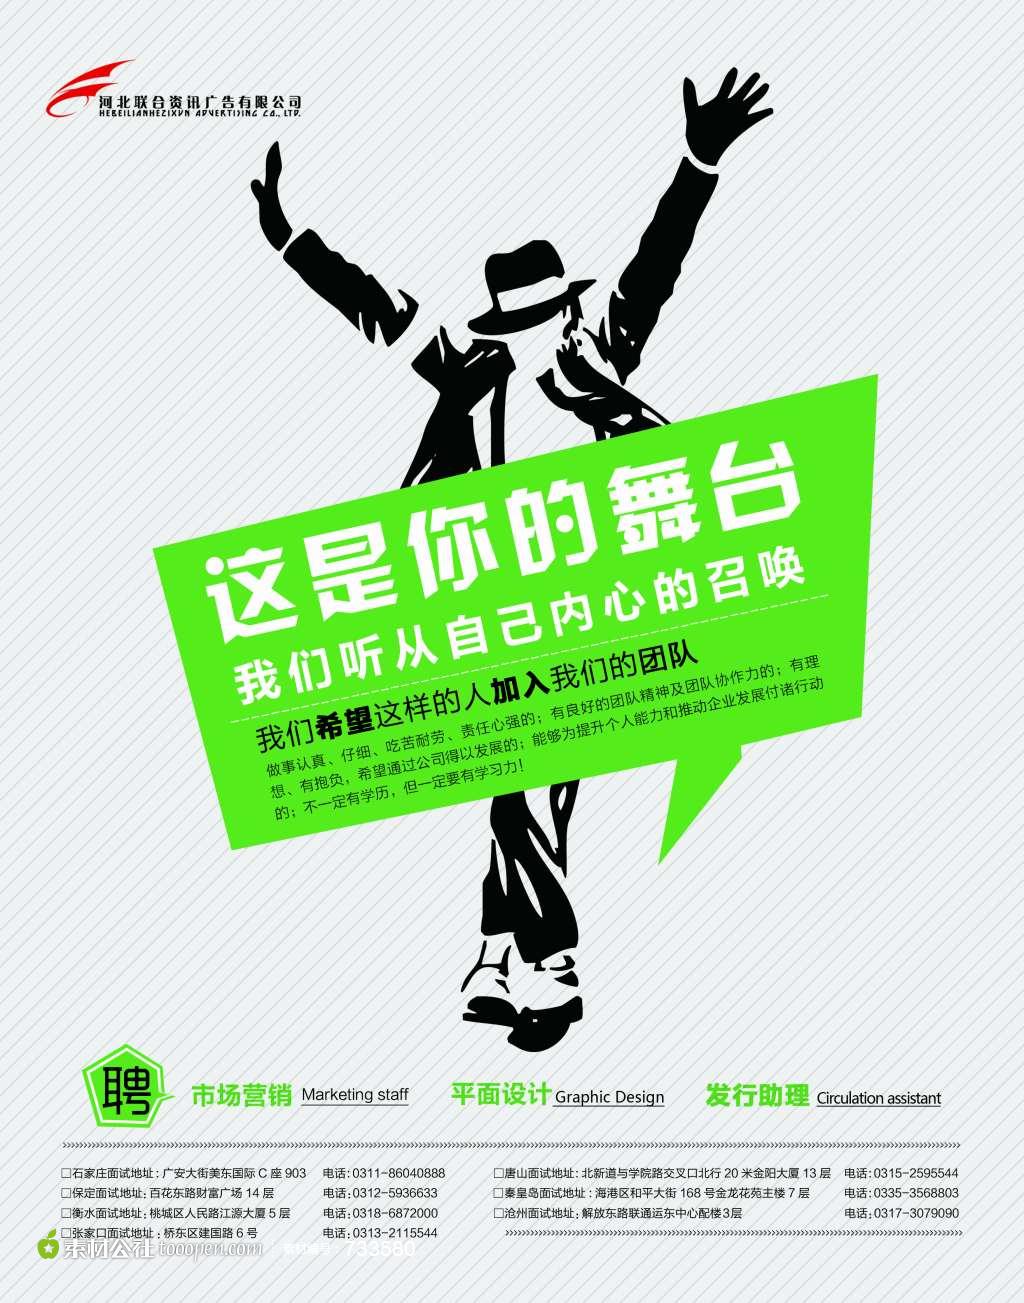 河北联合资讯广告有限公司
HEBEILIANHEZIXUN ADVERTISING CO., LTD.
这是你的舞台
我们听从自己内心的召唤
我们希望这样的人加入我们的团队
做事认真、仔细、吃苦耐劳、责任心强的；有良好的团队精神及团队协作力的；有理
想、有抱负，希望通过公司得以发展的；能够为提升个人能力和推动企业发展付诸行动
的；不一定有学历，但一定要有学习力！
聘
市场营销 Marketing staff
平面设计 Graphic Design
发行助理 Circulation assistant
□石家庄面试地址：广安大街美东国际 C 座 903 电话：0311-86040888
□保定面试地址：百花东路财富广场 14 层 电话：0312-5936633
□衡水面试地址：桃城区人民路江源大厦 5 层 电话：0318-6872000
□张家口面试地址：桥东区建国路 6 号 电话：0313-2115544
□唐山面试地址：北新道与学院路交叉口北行 20 米金阳大厦 13 层 电话：0315-2595544
□秦皇岛面试地址：海港区和平大街 168 号金龙花苑主楼 7 层 电话：0335-3568803
□沧州面试地址：解放东路联通运东中心配楼3层 电话：0317-3079090
素材公社 tooopen.com 素材编号：733580